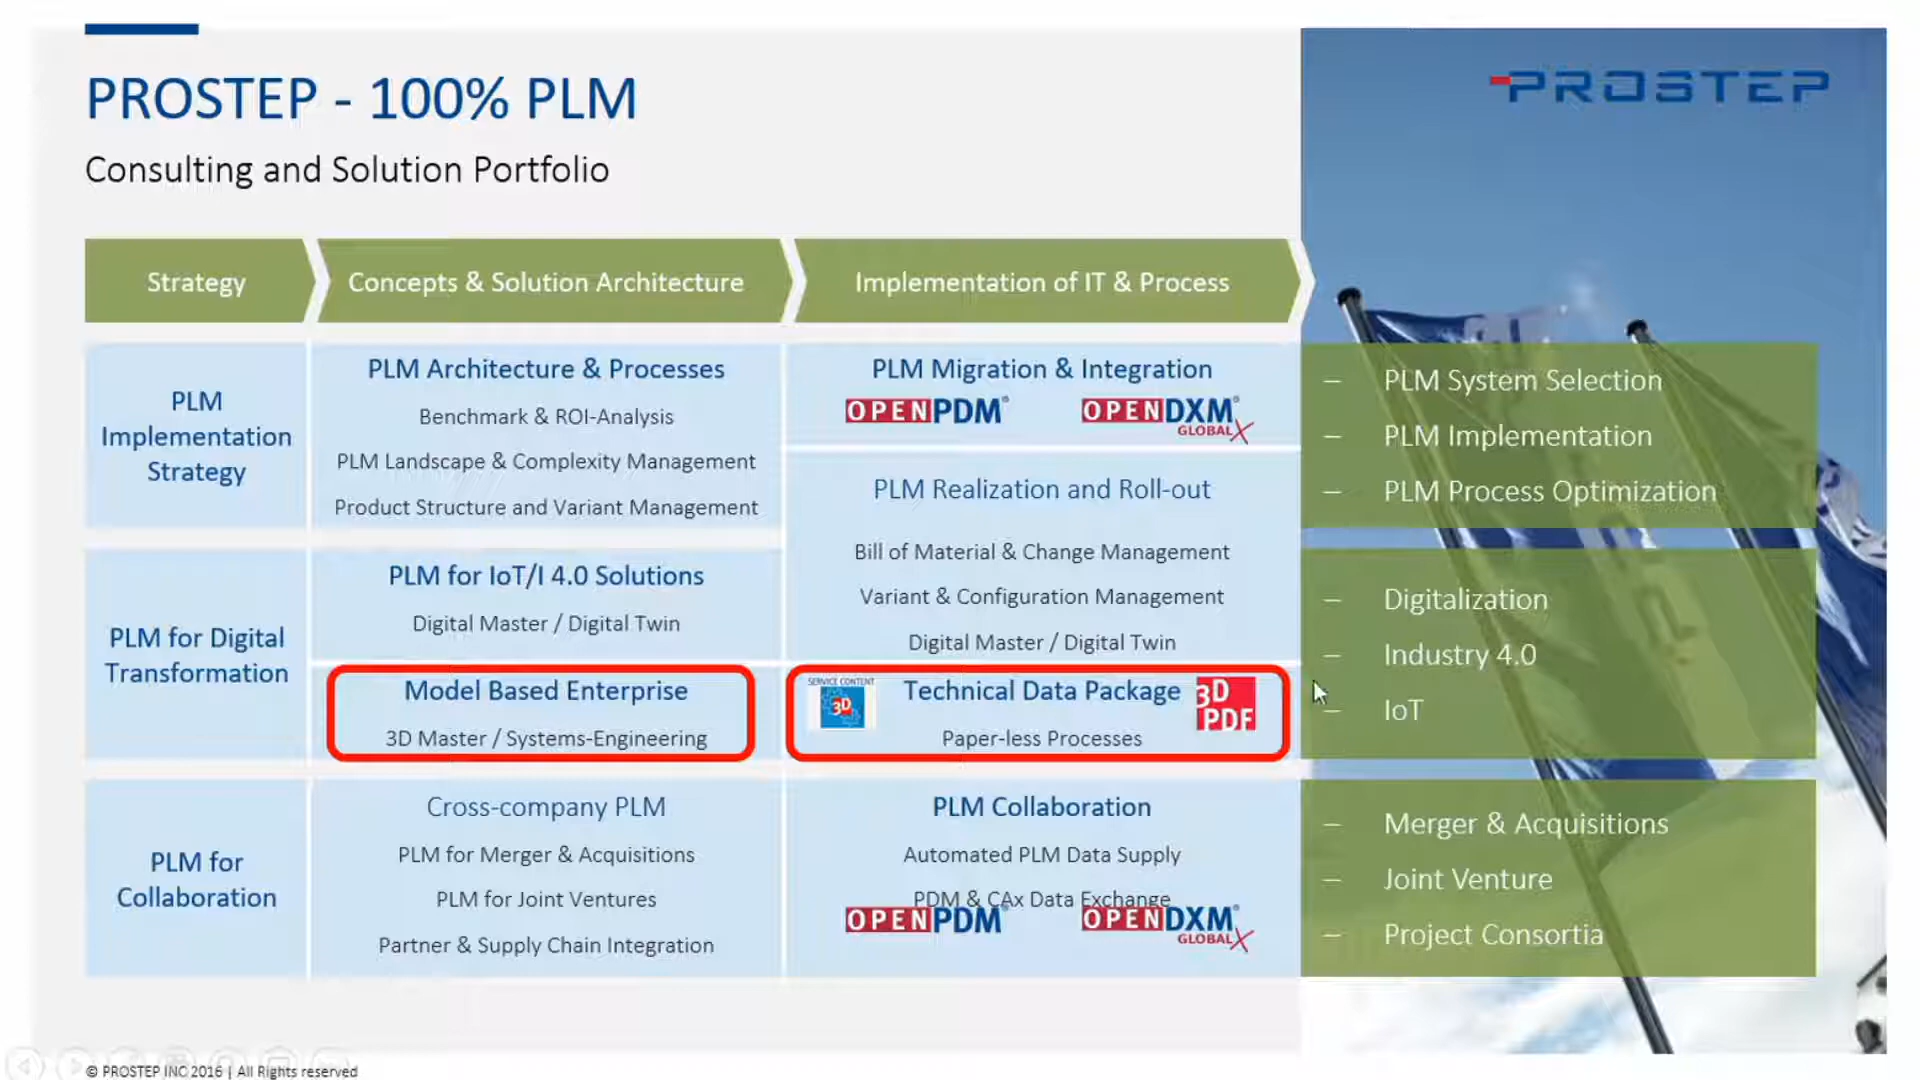 PROSTEP - 100% PLM
Consulting and Solution Portfolio
PROSTEP
Strategy
Concepts & Solution Architecture
Implementation of IT & Process
PLM
Implementation
Strategy
PLM Architecture & Processes
Benchmark & ROI-Analysis
PLM Landscape & Complexity Management
Product Structure and Variant Management
PLM Migration & Integration
OPENPDM®
OPENDXM®
GLOBALX
PLM Realization and Roll-out
Bill of Material & Change Management
Variant & Configuration Management
Digital Master / Digital Twin
– PLM System Selection
– PLM Implementation
– PLM Process Optimization
PLM for Digital
Transformation
PLM for IoT/I 4.0 Solutions
Digital Master / Digital Twin
Model Based Enterprise
3D Master / Systems-Engineering
SERVICE CONTENT
3D
Technical Data Package
Paper-less Processes
3D
PDF
– Digitalization
– Industry 4.0
– IoT
PLM for
Collaboration
Cross-company PLM
PLM for Merger & Acquisitions
PLM for Joint Ventures
Partner & Supply Chain Integration
PLM Collaboration
Automated PLM Data Supply
PDM & CAx Data Exchange
OPENPDM®
OPENDXM®
GLOBALX
– Merger & Acquisitions
– Joint Venture
– Project Consortia
© PROSTEP INC 2016 | All Rights reserved